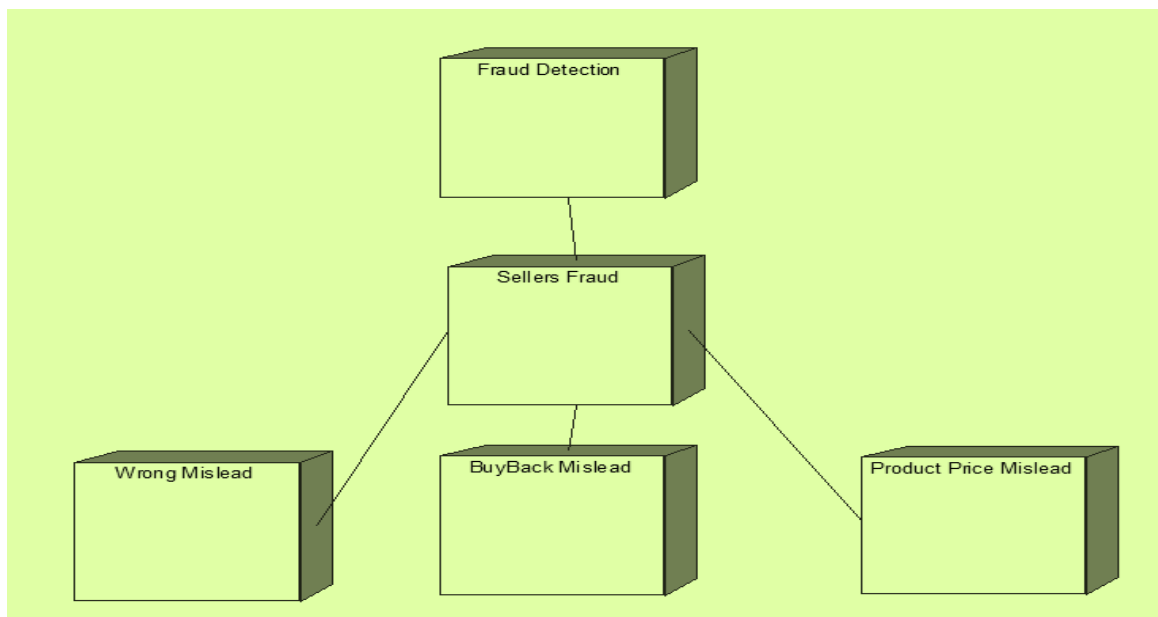 Fraud Detection
Sellers Fraud
Wrong Mislead
BuyBack Mislead
Product Price Mislead